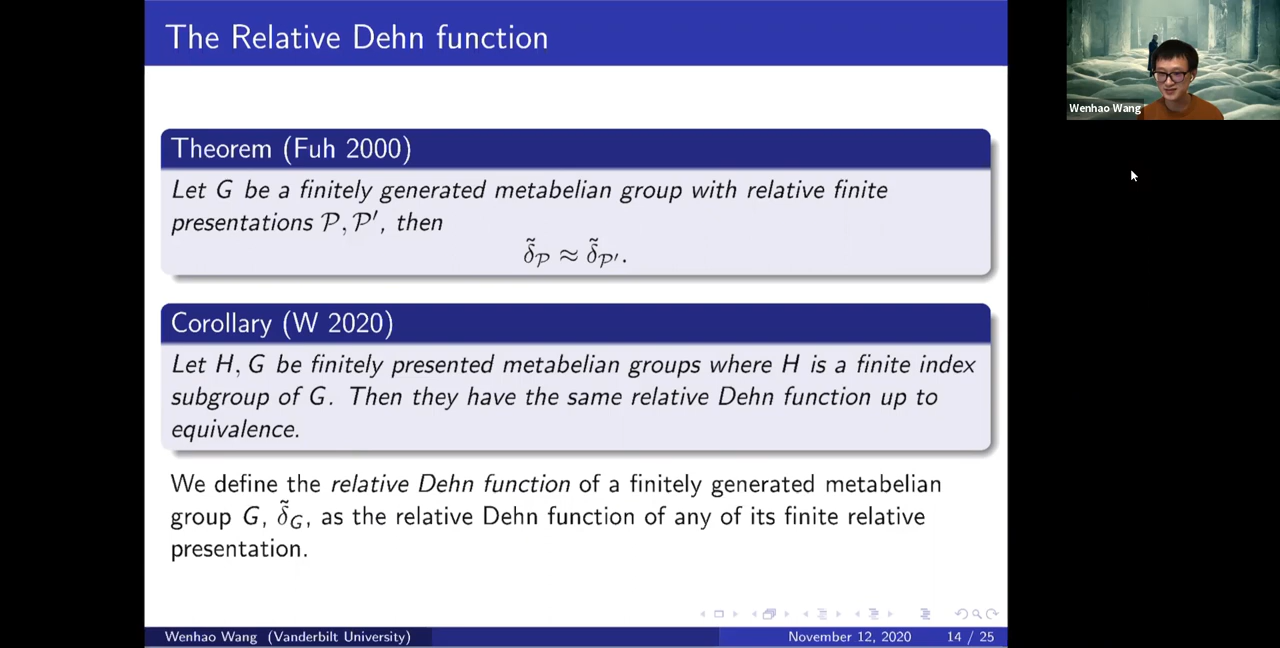 The Relative Dehn function
Theorem (Fuh 2000)
Let G be a finitely generated metabelian group with relative finite
presentations 𝒫, 𝒫′, then
δ̃_𝒫 ≈ δ̃_𝒫′.
Corollary (W 2020)
Let H, G be finitely presented metabelian groups where H is a finite index
subgroup of G. Then they have the same relative Dehn function up to
equivalence.
We define the relative Dehn function of a finitely generated metabelian
group G, δ̃_G, as the relative Dehn function of any of its finite relative
presentation.
Wenhao Wang (Vanderbilt University)
November 12, 2020
14 / 25
Wenhao Wang